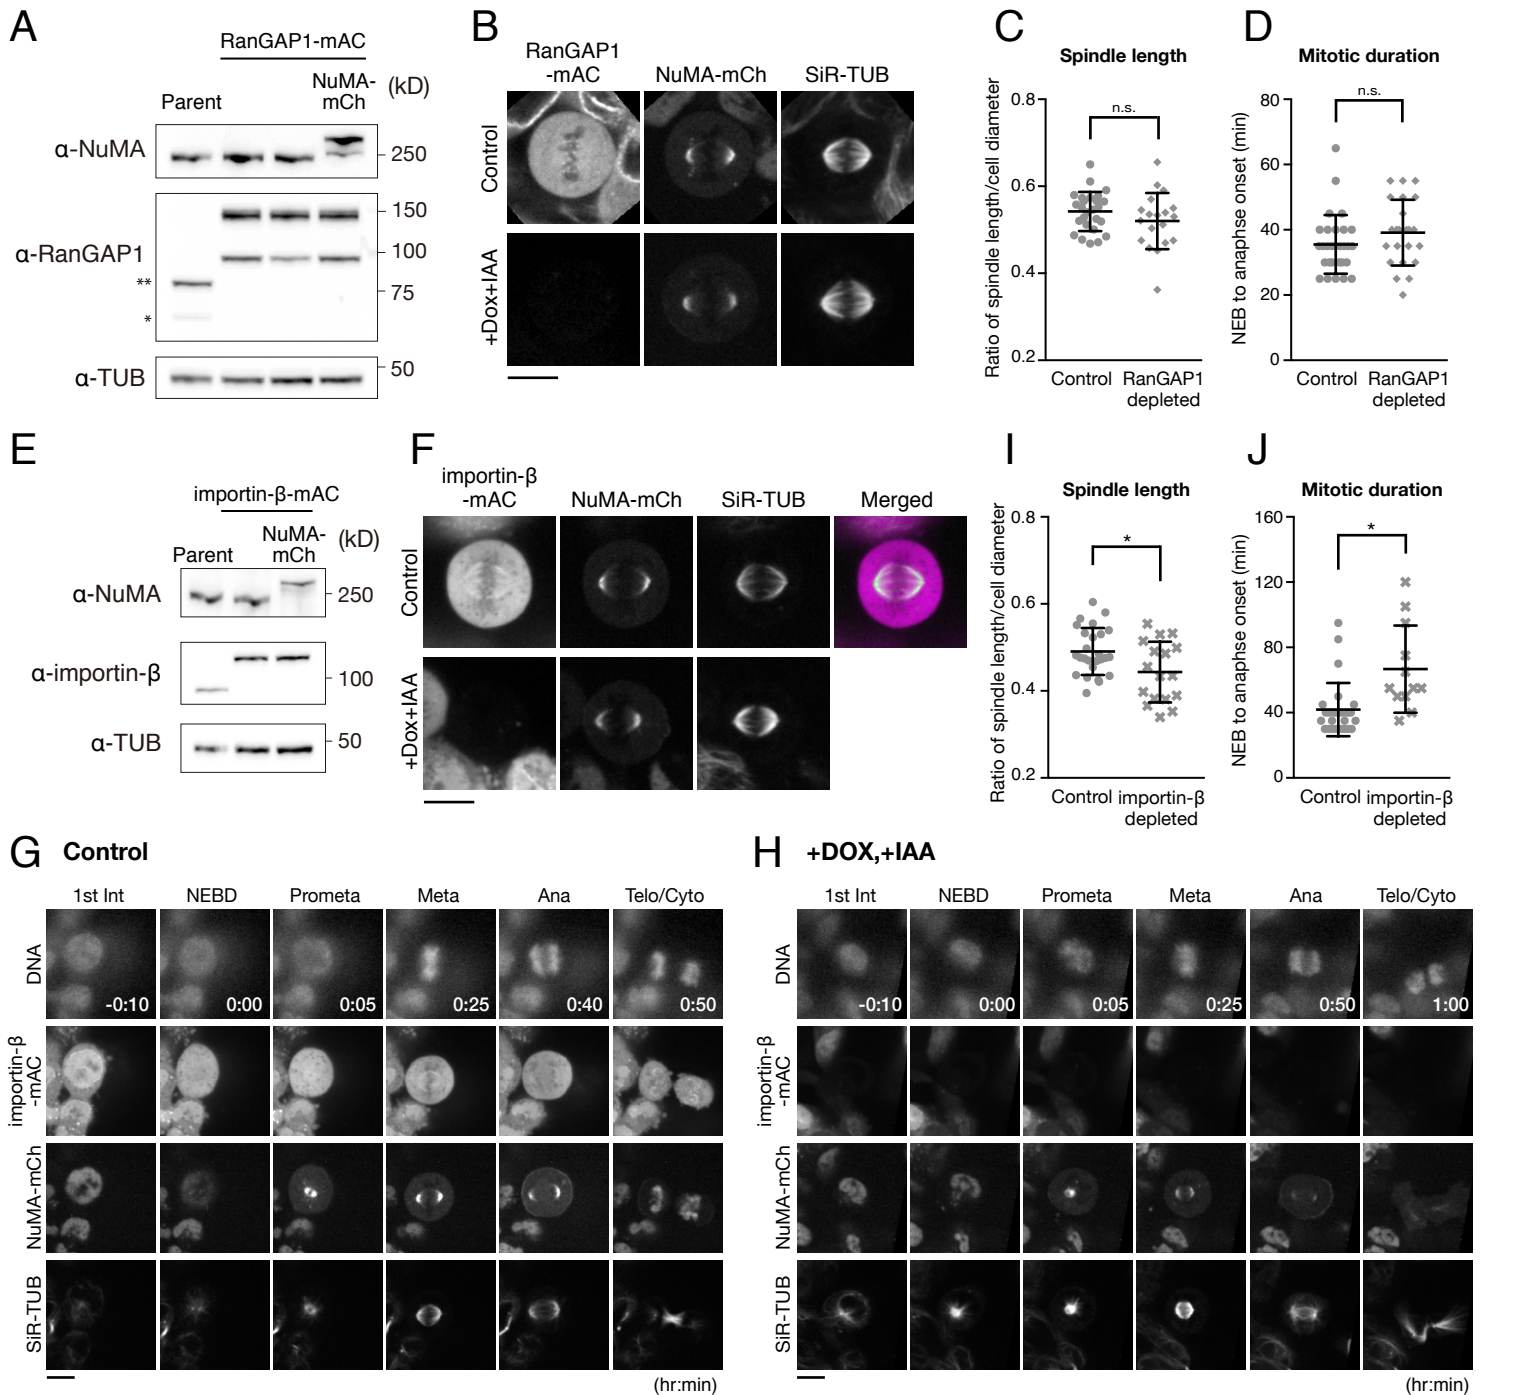 A
RanGAP1-mAC
NuMA-
mCh
Parent
(kD)
α-NuMA
250
α-RanGAP1
150
100
**
75
*
α-TUB
50
B
RanGAP1
-mAC
NuMA-mCh
SiR-TUB
Control
+Dox+IAA
C
Spindle length
n.s.
Ratio of spindle length/cell diameter
0.8
0.6
0.4
0.2
Control
RanGAP1
depleted
D
Mitotic duration
n.s.
NEB to anaphse onset (min)
80
60
40
20
0
Control
RanGAP1
depleted
E
importin-β-mAC
NuMA-
mCh
Parent
(kD)
α-NuMA
250
α-importin-β
100
α-TUB
50
F
importin-β
-mAC
NuMA-mCh
SiR-TUB
Merged
Control
+Dox+IAA
I
Spindle length
*
Ratio of spindle length/cell diameter
0.8
0.6
0.4
0.2
Control
importin-β
depleted
J
Mitotic duration
*
NEB to anaphse onset (min)
160
120
80
40
0
Control
importin-β
depleted
G
Control
1st Int
NEBD
Prometa
Meta
Ana
Telo/Cyto
DNA
-0:10
0:00
0:05
0:25
0:40
0:50
importin-β
-mAC
NuMA-mCh
SiR-TUB
(hr:min)
H
+DOX,+IAA
1st Int
NEBD
Prometa
Meta
Ana
Telo/Cyto
DNA
-0:10
0:00
0:05
0:25
0:50
1:00
importin-β
-mAC
NuMA-mCh
SiR-TUB
(hr:min)